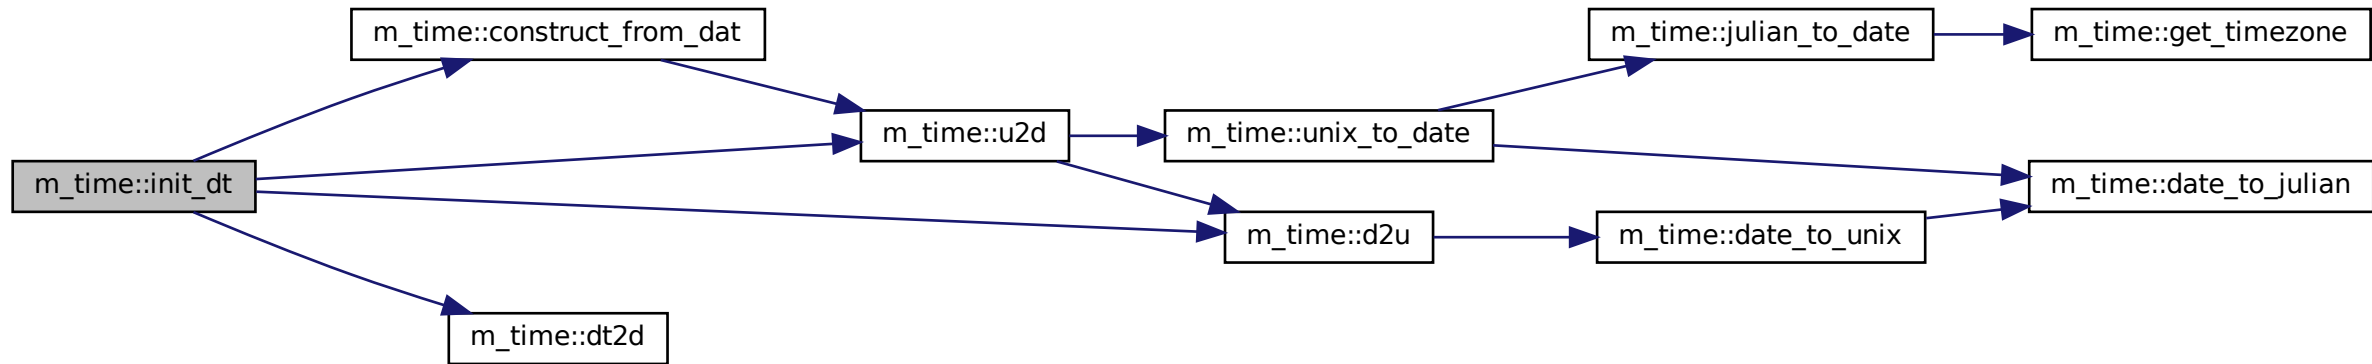 m_time::construct_from_dat
m_time::julian_to_date
m_time::get_timezone
m_time::u2d
m_time::unix_to_date
m_time::init_dt
m_time::date_to_julian
m_time::d2u
m_time::date_to_unix
m_time::dt2d